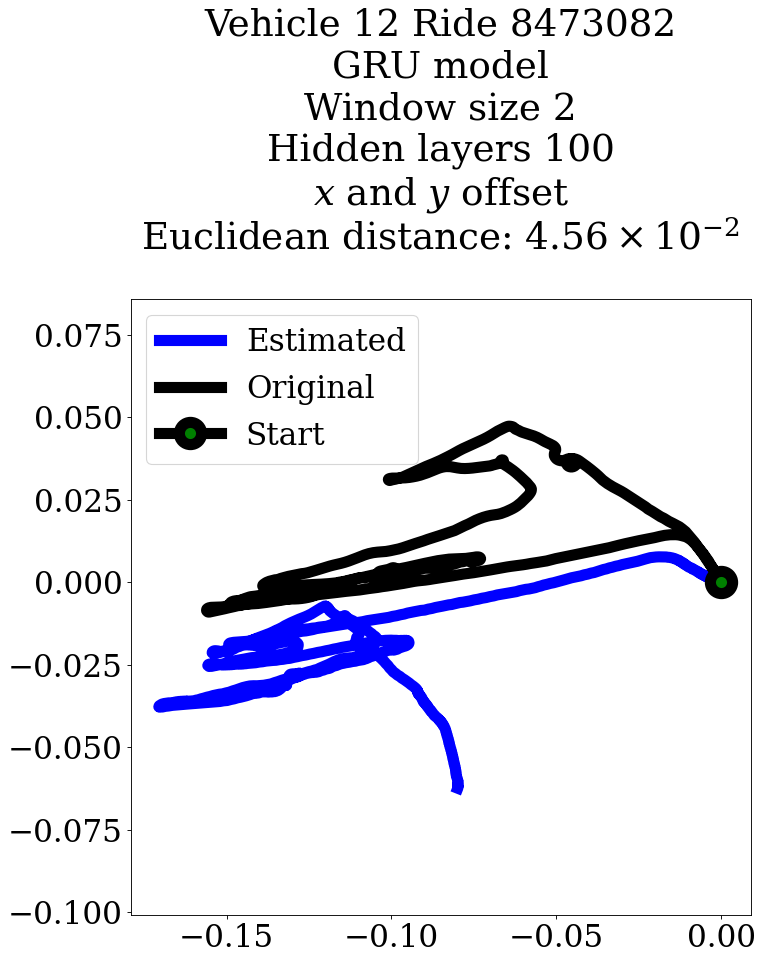 Vehicle 12 Ride 8473082
GRU model
Window size 2
Hidden layers 100
x and y offset
Euclidean distance: 4.56 × 10⁻²
Estimated
Original
Start
0.075
0.050
0.025
0.000
−0.025
−0.050
−0.075
−0.100
−0.15 −0.10 −0.05 0.00